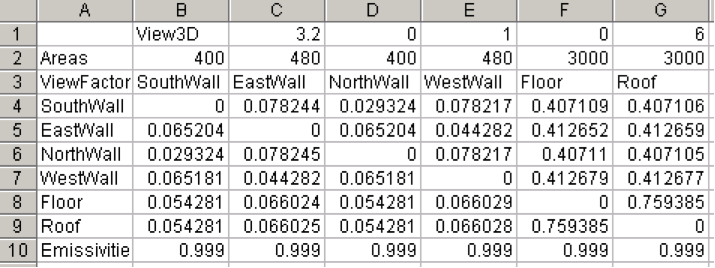 A B C D E F G
1 View3D 3.2 0 1 0 6
2 Areas 400 480 400 480 3000 3000
3 ViewFactor SouthWall EastWall NorthWall WestWall Floor Roof
4 SouthWall 0 0.078244 0.029324 0.078217 0.407109 0.407106
5 EastWall 0.065204 0 0.065204 0.044282 0.412652 0.412659
6 NorthWall 0.029324 0.078245 0 0.078217 0.40711 0.407105
7 WestWall 0.065181 0.044282 0.065181 0 0.412679 0.412677
8 Floor 0.054281 0.066024 0.054281 0.066029 0 0.759385
9 Roof 0.054281 0.066025 0.054281 0.066028 0.759385 0
10 Emissivitie 0.999 0.999 0.999 0.999 0.999 0.999